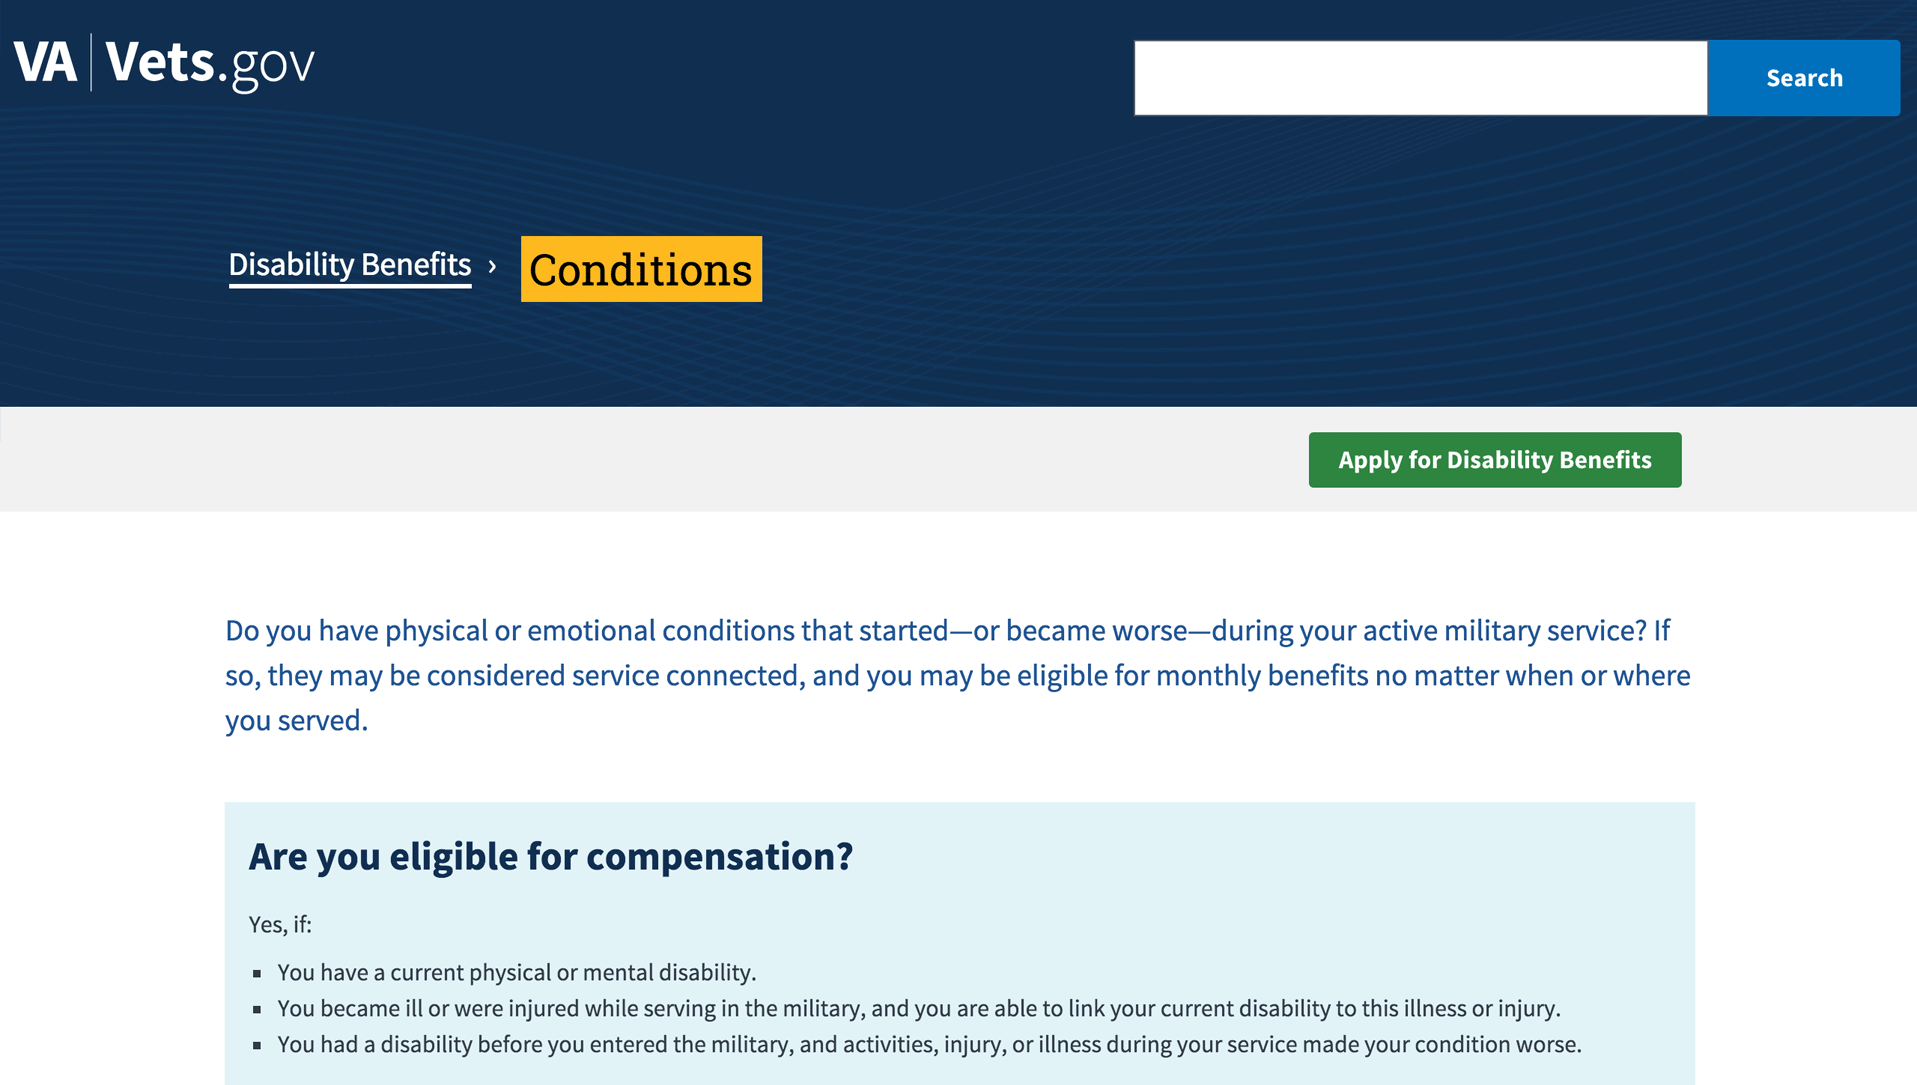 VA | Vets.gov
Search
Disability Benefits › Conditions
Apply for Disability Benefits
Do you have physical or emotional conditions that started—or became worse—during your active military service? If
so, they may be considered service connected, and you may be eligible for monthly benefits no matter when or where
you served.
Are you eligible for compensation?
Yes, if:
▪ You have a current physical or mental disability.
▪ You became ill or were injured while serving in the military, and you are able to link your current disability to this illness or injury.
▪ You had a disability before you entered the military, and activities, injury, or illness during your service made your condition worse.